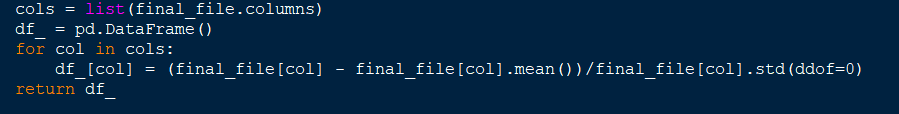 cols = list(final_file.columns)
df_ = pd.DataFrame()
for col in cols:
    df_[col] = (final_file[col] - final_file[col].mean())/final_file[col].std(ddof=0)
return df_